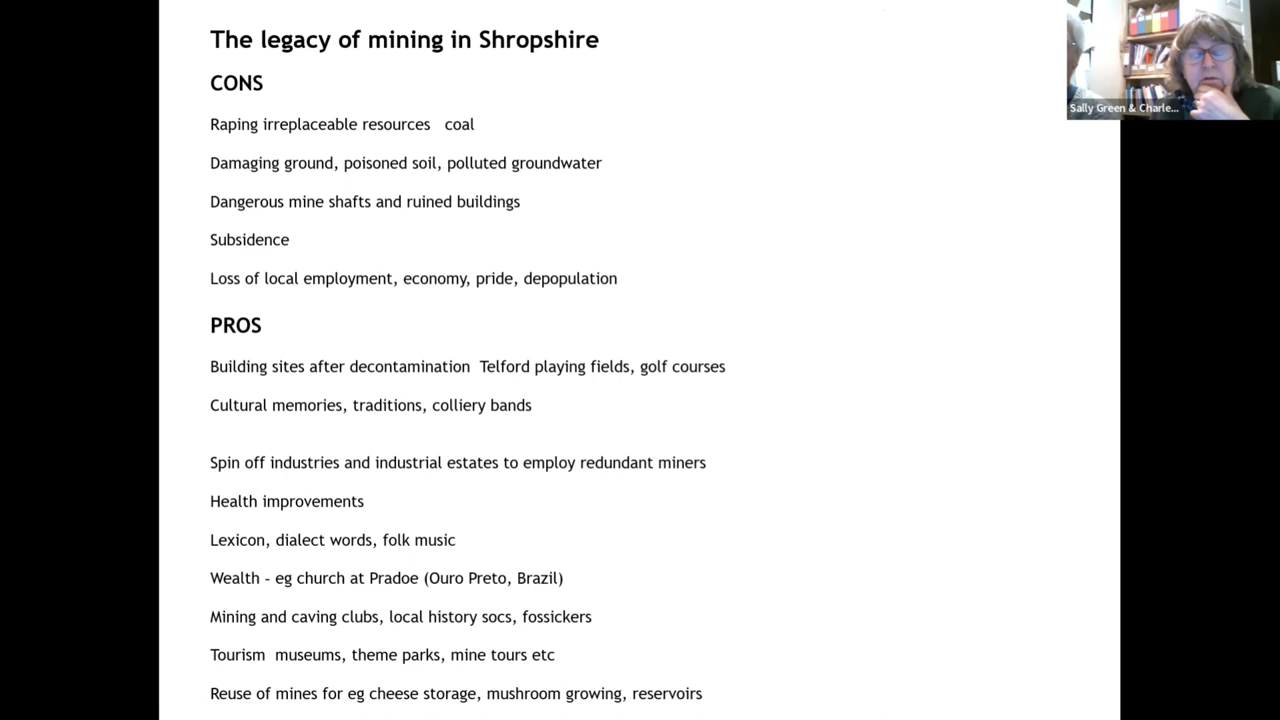 The legacy of mining in Shropshire
CONS
Raping irreplaceable resources coal
Damaging ground, poisoned soil, polluted groundwater
Dangerous mine shafts and ruined buildings
Subsidence
Loss of local employment, economy, pride, depopulation
PROS
Building sites after decontamination Telford playing fields, golf courses
Cultural memories, traditions, colliery bands
Spin off industries and industrial estates to employ redundant miners
Health improvements
Lexicon, dialect words, folk music
Wealth - eg church at Pradoe (Ouro Preto, Brazil)
Mining and caving clubs, local history socs, fossickers
Tourism museums, theme parks, mine tours etc
Reuse of mines for eg cheese storage, mushroom growing, reservoirs
Sally Green & Charle...